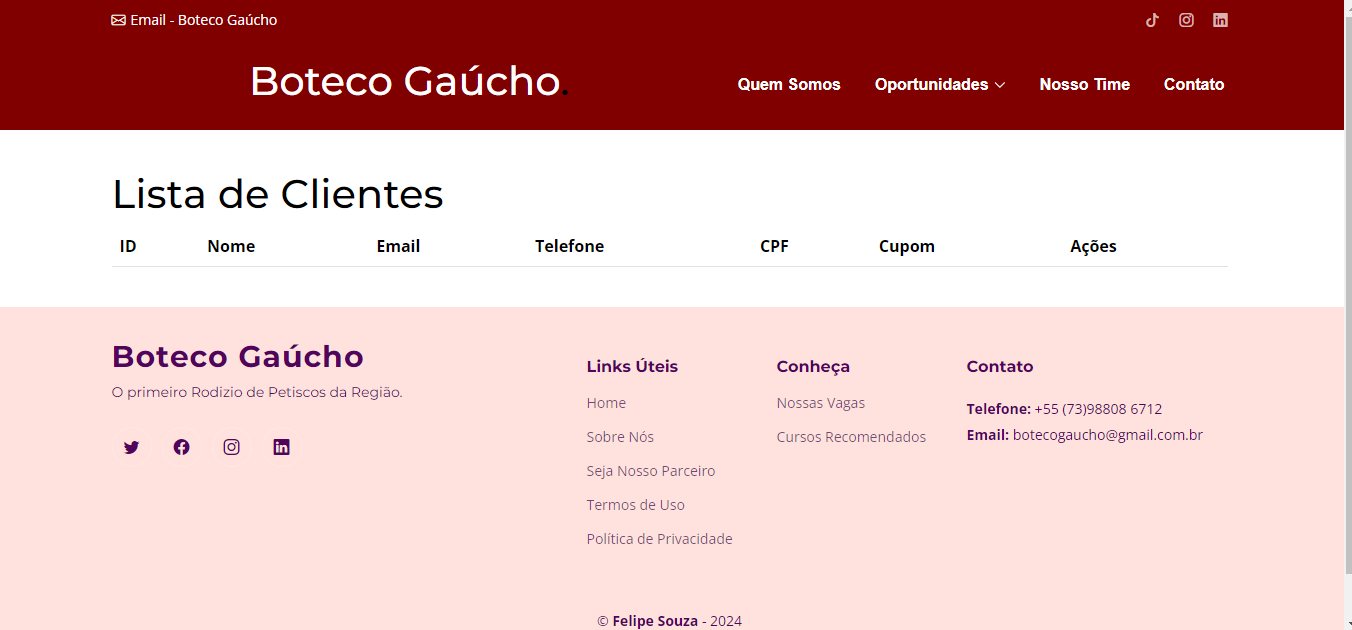 Email - Boteco Gaúcho
Boteco Gaúcho.
Quem Somos Oportunidades Nosso Time Contato
Lista de Clientes
ID Nome Email Telefone CPF Cupom Ações
Boteco Gaúcho
O primeiro Rodizio de Petiscos da Região.
Links Úteis
Home
Sobre Nós
Seja Nosso Parceiro
Termos de Uso
Política de Privacidade
Conheça
Nossas Vagas
Cursos Recomendados
Contato
Telefone: +55 (73)98808 6712
Email: botecogaucho@gmail.com.br
© Felipe Souza - 2024